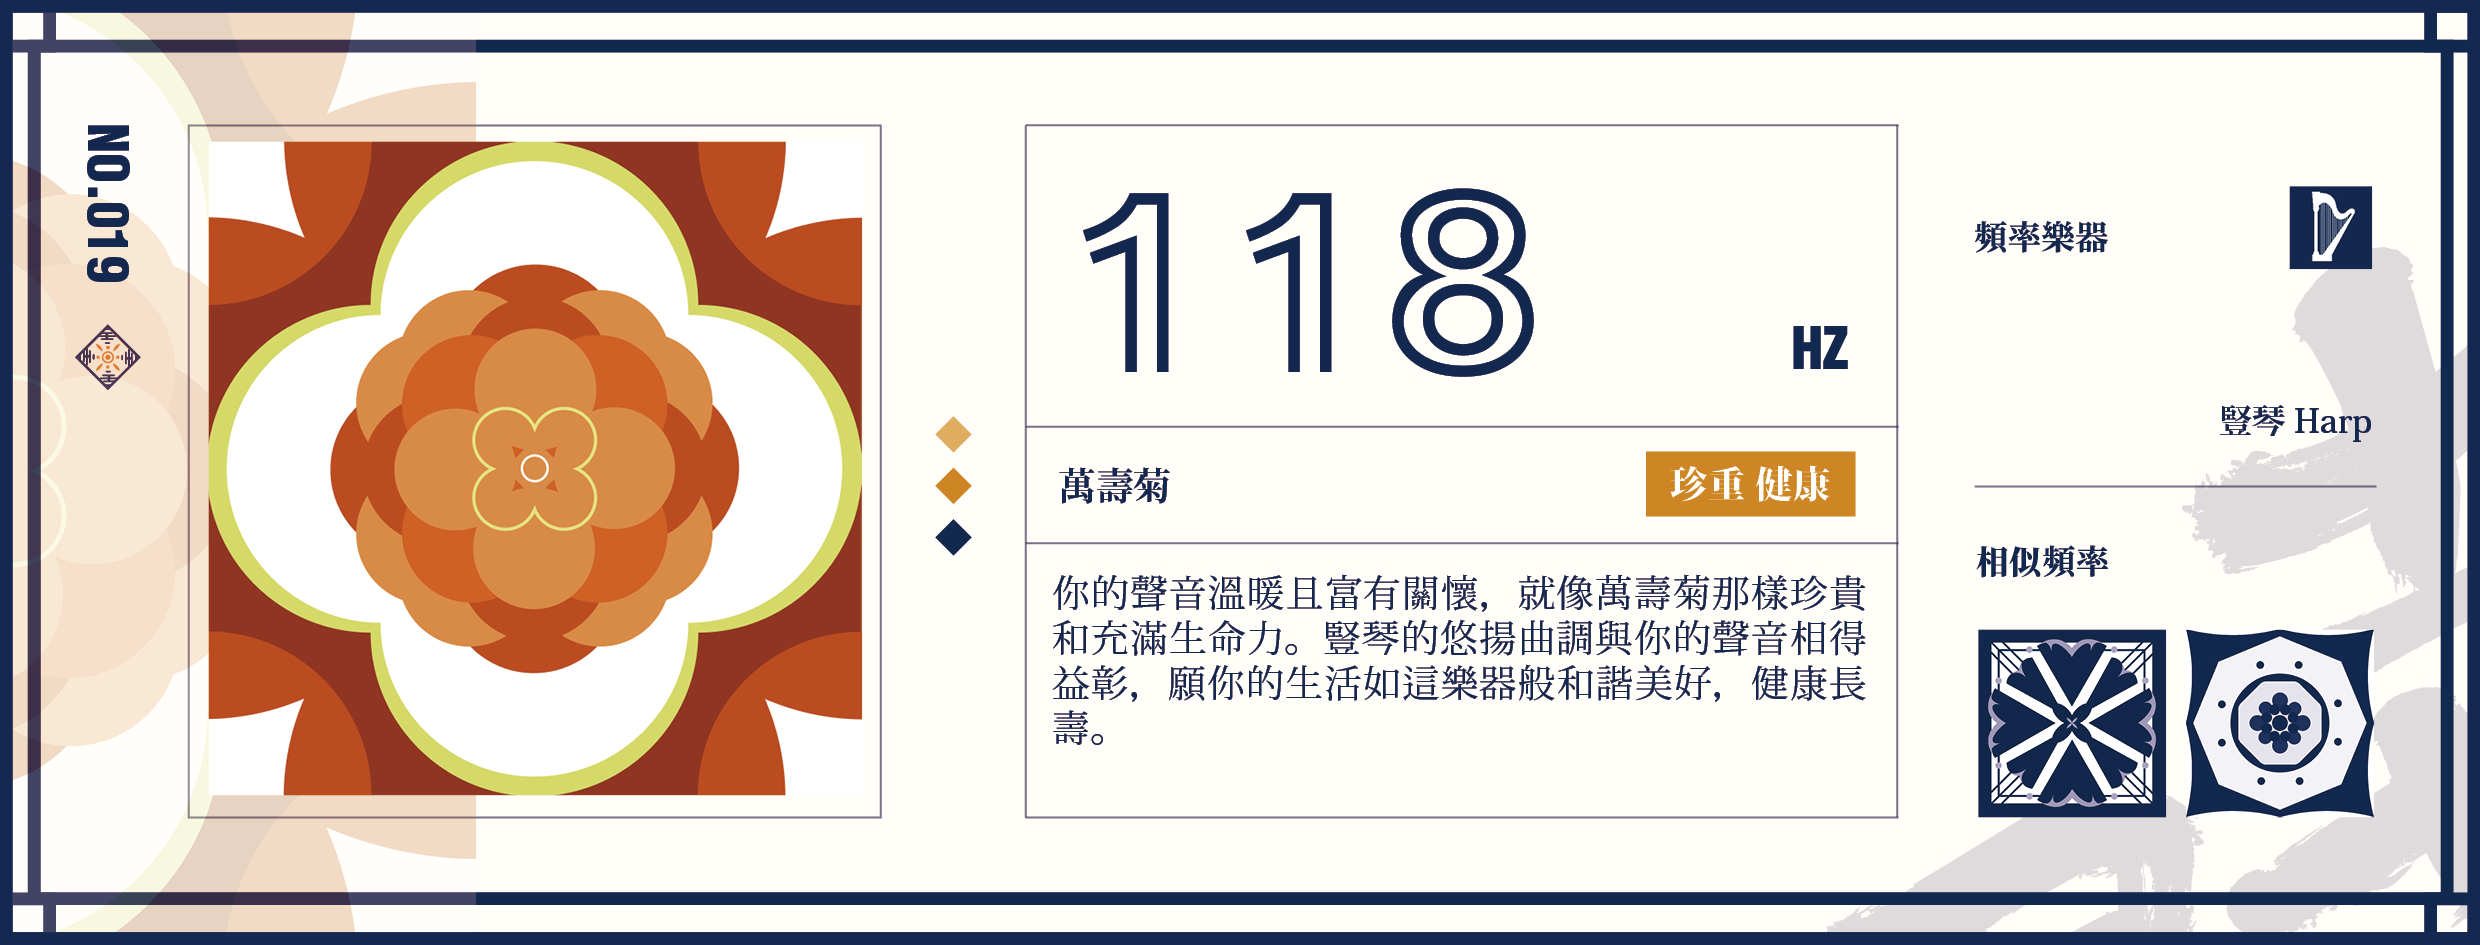 NO.019
118
HZ
萬壽菊
珍重 健康
你的聲音溫暖且富有關懷，就像萬壽菊那樣珍貴
和充滿生命力。豎琴的悠揚曲調與你的聲音相得
益彰，願你的生活如這樂器般和諧美好，健康長
壽。
頻率樂器
豎琴 Harp
相似頻率